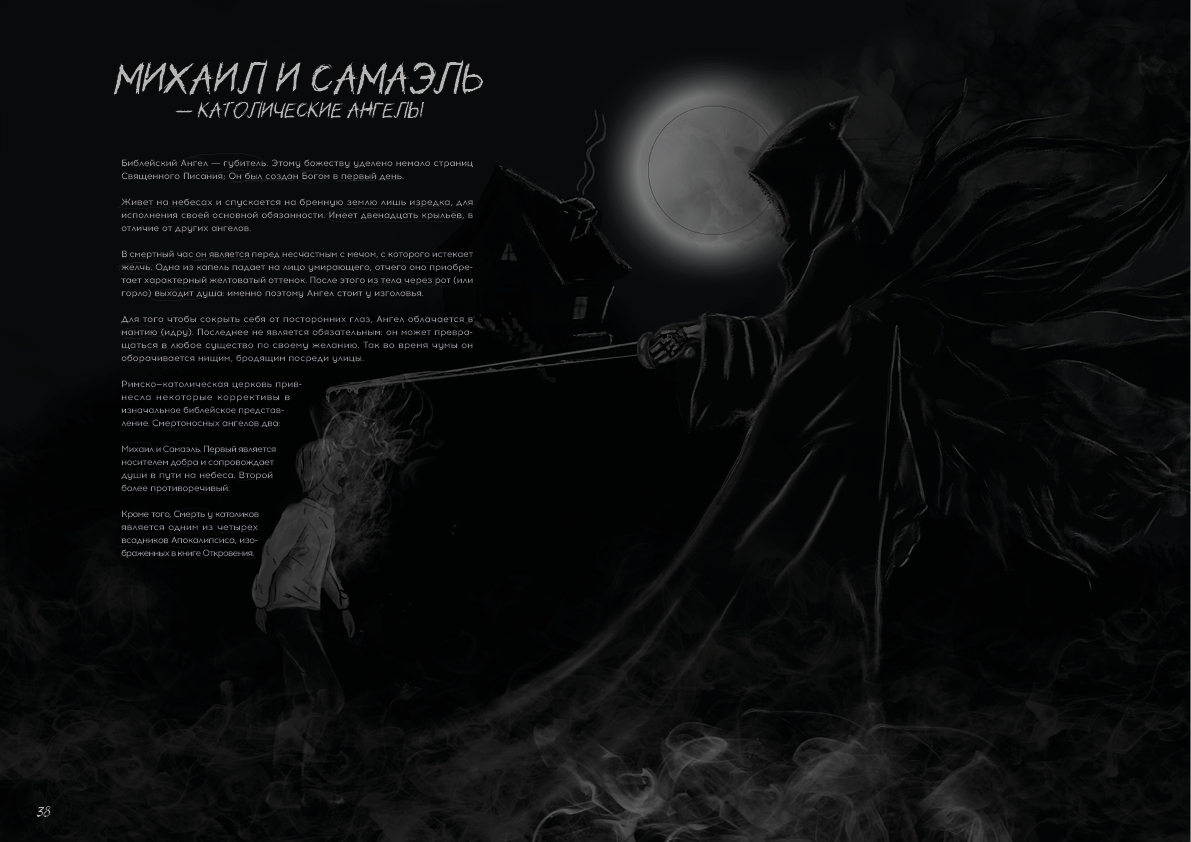 МИХАИЛ И САМАЭЛЬ
— КАТОЛИЧЕСКИЕ АНГЕЛЫ
Библейский Ангел — губитель. Этому божеству уделено немало страниц
Священного Писания; Он был создан Богом в первый день.
Живет на небесах и спускается на бренную землю лишь изредка, для
исполнения своей основной обязанности. Имеет двенадцать крыльев, в
отличие от других ангелов.
В смертный час он является перед несчастным с мечом, с которого истекает
желчь. Одна из капель падает на лицо умирающего, отчего оно приобре-
тает характерный желтоватый оттенок. После этого из тела через рот (или
горло) выходит душа: именно поэтому Ангел стоит у изголовья.
Для того чтобы сокрыть себя от посторонних глаз, Ангел облачается в
мантию (идру). Последнее не является обязательным: он может превра-
щаться в любое существо по своему желанию. Так во время чумы он
оборачивается нищим, бродящим посреди улицы.
Римско-католическая церковь прив-
несла некоторые коррективы в
изначальное библейское представ-
ление. Смертоносных ангелов два:
Михаил и Самаэль. Первый является
носителем добра и сопровождает
души в пути на небеса. Второй
более противоречивый.
Кроме того, Смерть у католиков
является одним из четырех
всадников Апокалипсиса, изо-
браженных в книге Откровения.
38